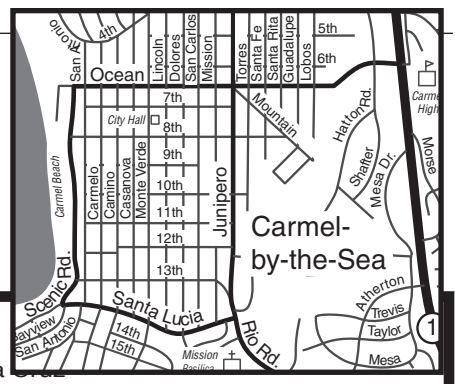 4th
5th
6th
San A
Ocean
Lincoln
Dolores
San Carlos
Mission
Torres
Santa Fe
Santa Rita
Guadalupe
Lobos
7th
City Hall
8th
9th
10th
11th
12th
13th
Carmel Beach
Carmelo
Camino
Casanova
Monte Verde
Junipero
Mountain
Hatton Rd.
Shafter
Mesa Dr.
Morse
Carme
High
Carmel-
by-the-Sea
Scenic Rd.
Santa Lucia
Rio Rd.
San Antonio
14th
15th
Mission
Basilica
Atherton
Trevis
Taylor
Mesa
1